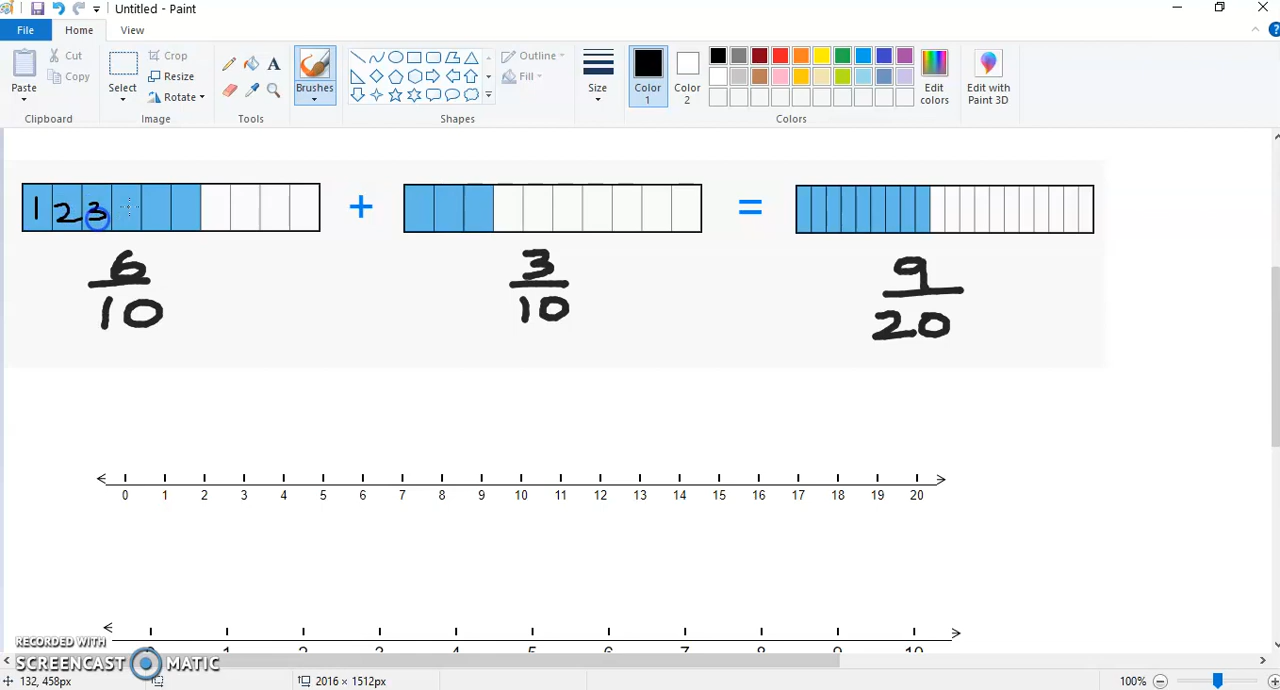 Untitled - Paint
File Home View
Paste Cut Copy Select Crop Resize Rotate A Brushes Outline Fill Size Color 1 Color 2 Edit colors Edit with Paint 3D
Clipboard Image Tools Shapes Colors
1 2 3 + =
6 3 9
10 10 20
0 1 2 3 4 5 6 7 8 9 10 11 12 13 14 15 16 17 18 19 20
RECORDED WITH
SCREENCAST MATIC
132, 458px 2016 × 1512px 100%